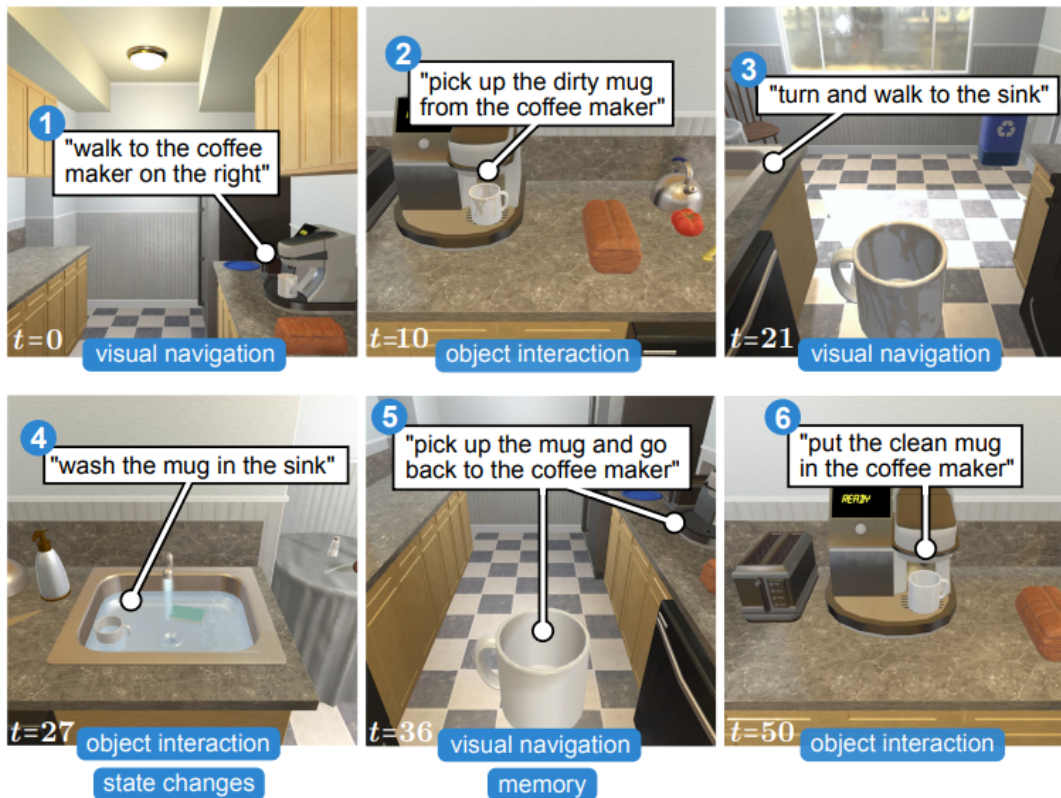 1
"walk to the coffee
maker on the right"
t=0
visual navigation
2
"pick up the dirty mug
from the coffee maker"
t=10
object interaction
3
"turn and walk to the sink"
t=21
visual navigation
4
"wash the mug in the sink"
t=27
object interaction
state changes
5
"pick up the mug and go
back to the coffee maker"
t=36
visual navigation
memory
6
"put the clean mug
in the coffee maker"
READY
t=50
object interaction